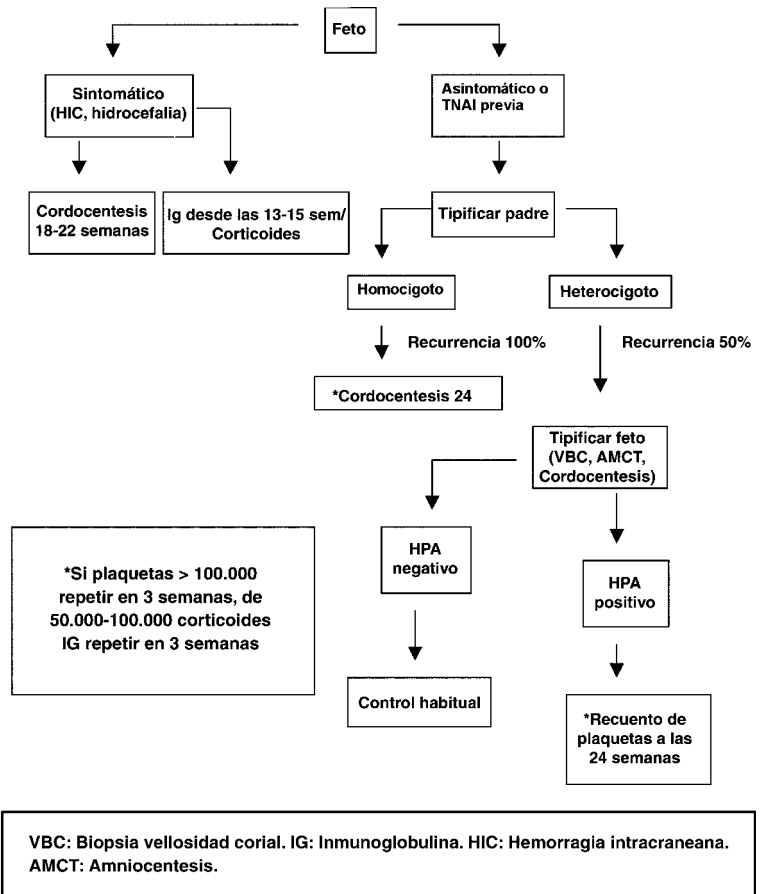 Feto
Sintomático
(HIC, hidrocefalia)
Asintomático o
TNAI previa
Cordocentesis
18-22 semanas
Ig desde las 13-15 sem/
Corticoides
Tipificar padre
Homocigoto
Heterocigoto
Recurrencia 100%
Recurrencia 50%
*Cordocentesis 24
Tipificar feto
(VBC, AMCT,
Cordocentesis)
HPA
negativo
HPA
positivo
*Si plaquetas > 100.000
repetir en 3 semanas, de
50.000-100.000 corticoides
IG repetir en 3 semanas
Control habitual
*Recuento de
plaquetas a las
24 semanas
VBC: Biopsia vellosidad corial. IG: Inmunoglobulina. HIC: Hemorragia intracraneana.
AMCT: Amniocentesis.